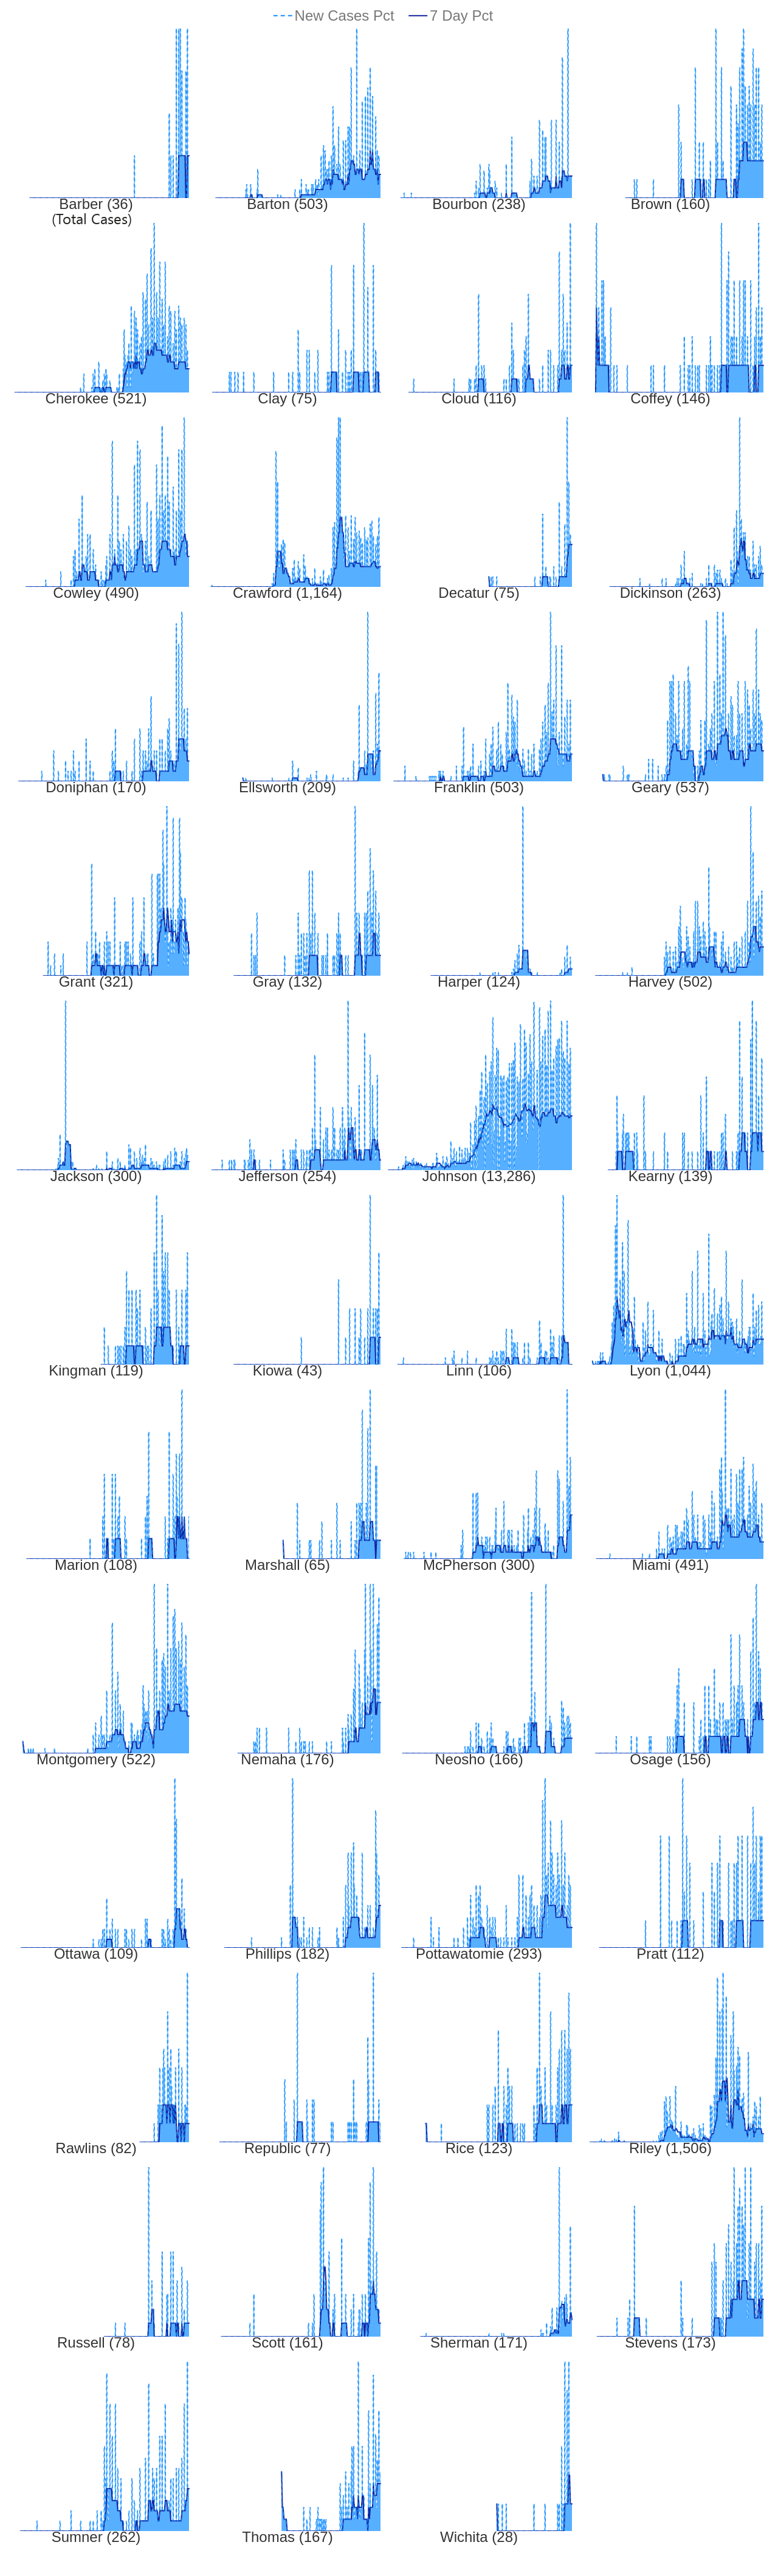 New Cases Pct 7 Day Pct
Barber (36) Barton (503) Bourbon (238) Brown (160)
(Total Cases)
Cherokee (521) Clay (75) Cloud (116) Coffey (146)
Cowley (490) Crawford (1,164) Decatur (75) Dickinson (263)
Doniphan (170) Ellsworth (209) Franklin (503) Geary (537)
Grant (321) Gray (132) Harper (124) Harvey (502)
Jackson (300) Jefferson (254) Johnson (13,286) Kearny (139)
Kingman (119) Kiowa (43) Linn (106) Lyon (1,044)
Marion (108) Marshall (65) McPherson (300) Miami (491)
Montgomery (522) Nemaha (176) Neosho (166) Osage (156)
Ottawa (109) Phillips (182) Pottawatomie (293) Pratt (112)
Rawlins (82) Republic (77) Rice (123) Riley (1,506)
Russell (78) Scott (161) Sherman (171) Stevens (173)
Sumner (262) Thomas (167) Wichita (28)